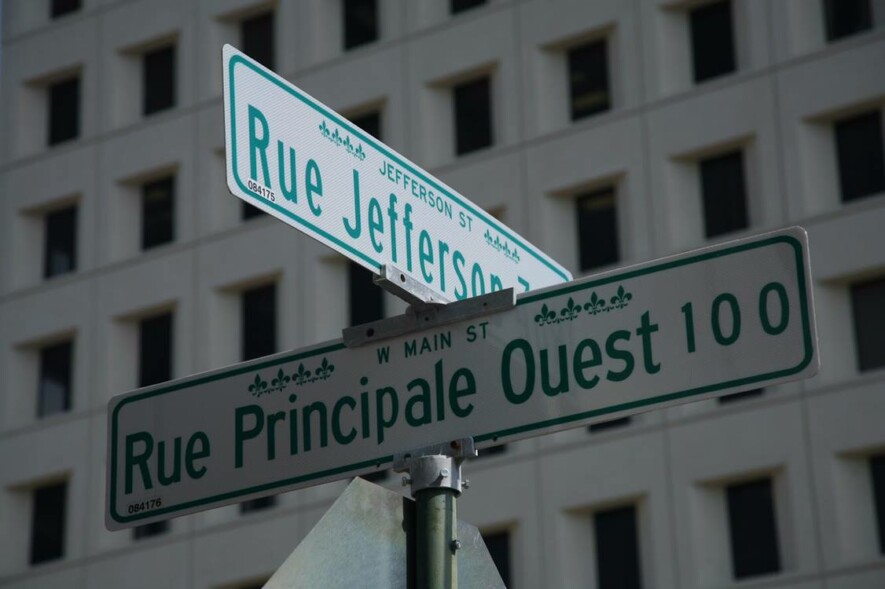 JEFFERSON ST
Rue Jefferson
084175
W MAIN ST
Rue Principale Ouest 100
084176